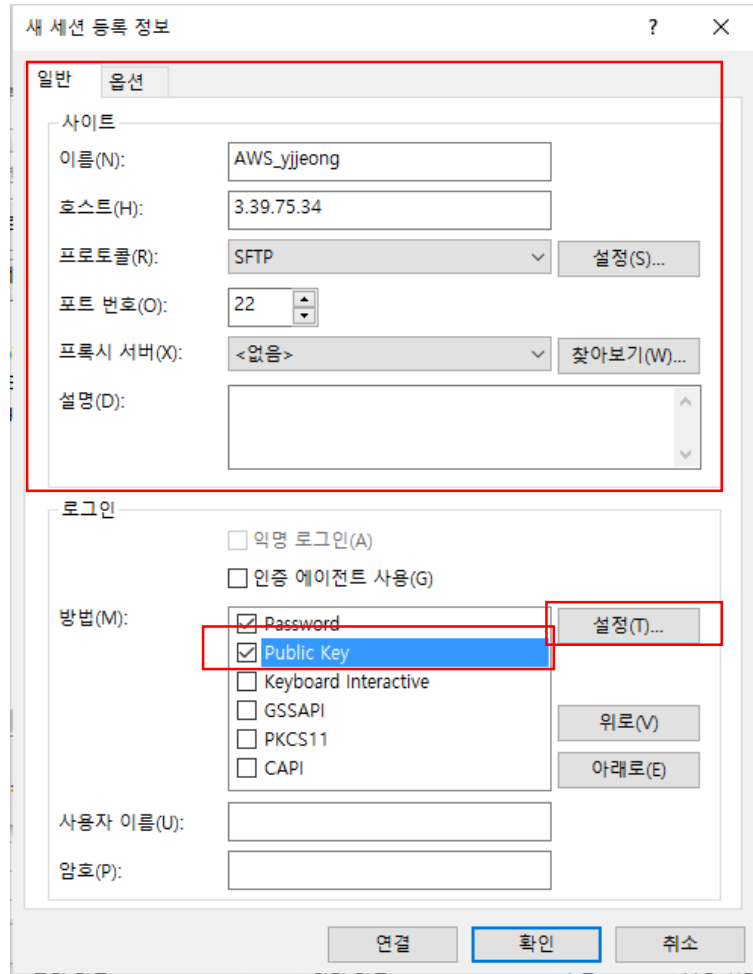 새 세션 등록 정보 ?
일반 옵션
사이트
이름(N): AWS_yjjeong
호스트(H): 3.39.75.34
프로토콜(R): SFTP 설정(S)...
포트 번호(O): 22
프록시 서버(X): <없음> 찾아보기(W)...
설명(D):
로그인
익명 로그인(A)
인증 에이전트 사용(G)
방법(M): Password 설정(T)...
Public Key
Keyboard Interactive
GSSAPI 위로(V)
PKCS11
CAPI 아래로(E)
사용자 이름(U):
암호(P):
연결 확인 취소